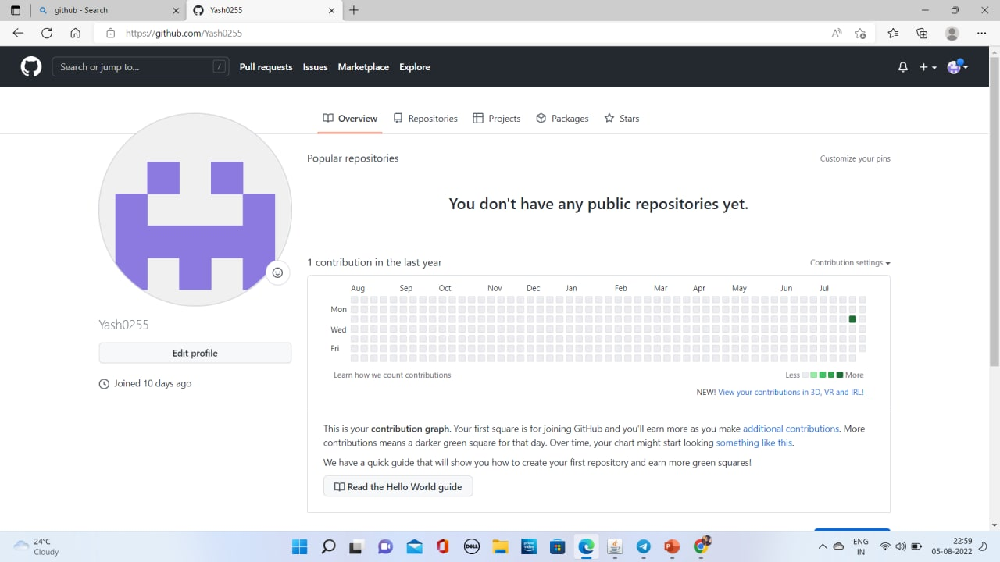 github - Search
Yash0255
https://github.com/Yash0255
Search or jump to...
/
Pull requests
Issues
Marketplace
Explore
Overview
Repositories
Projects
Packages
Stars
Popular repositories
Customize your pins
You don't have any public repositories yet.
1 contribution in the last year
Contribution settings
Aug Sep Oct Nov Dec Jan Feb Mar Apr May Jun Jul
Mon
Wed
Fri
Learn how we count contributions
Less More
NEW! View your contributions in 3D, VR and IRL!
Yash0255
Edit profile
Joined 10 days ago
This is your contribution graph. Your first square is for joining GitHub and you'll earn more as you make additional contributions. More
contributions means a darker green square for that day. Over time, your chart might start looking something like this.
We have a quick guide that will show you how to create your first repository and earn more green squares!
Read the Hello World guide
24°C
Cloudy
DELL
prime video
ENG
IN
22:59
05-08-2022